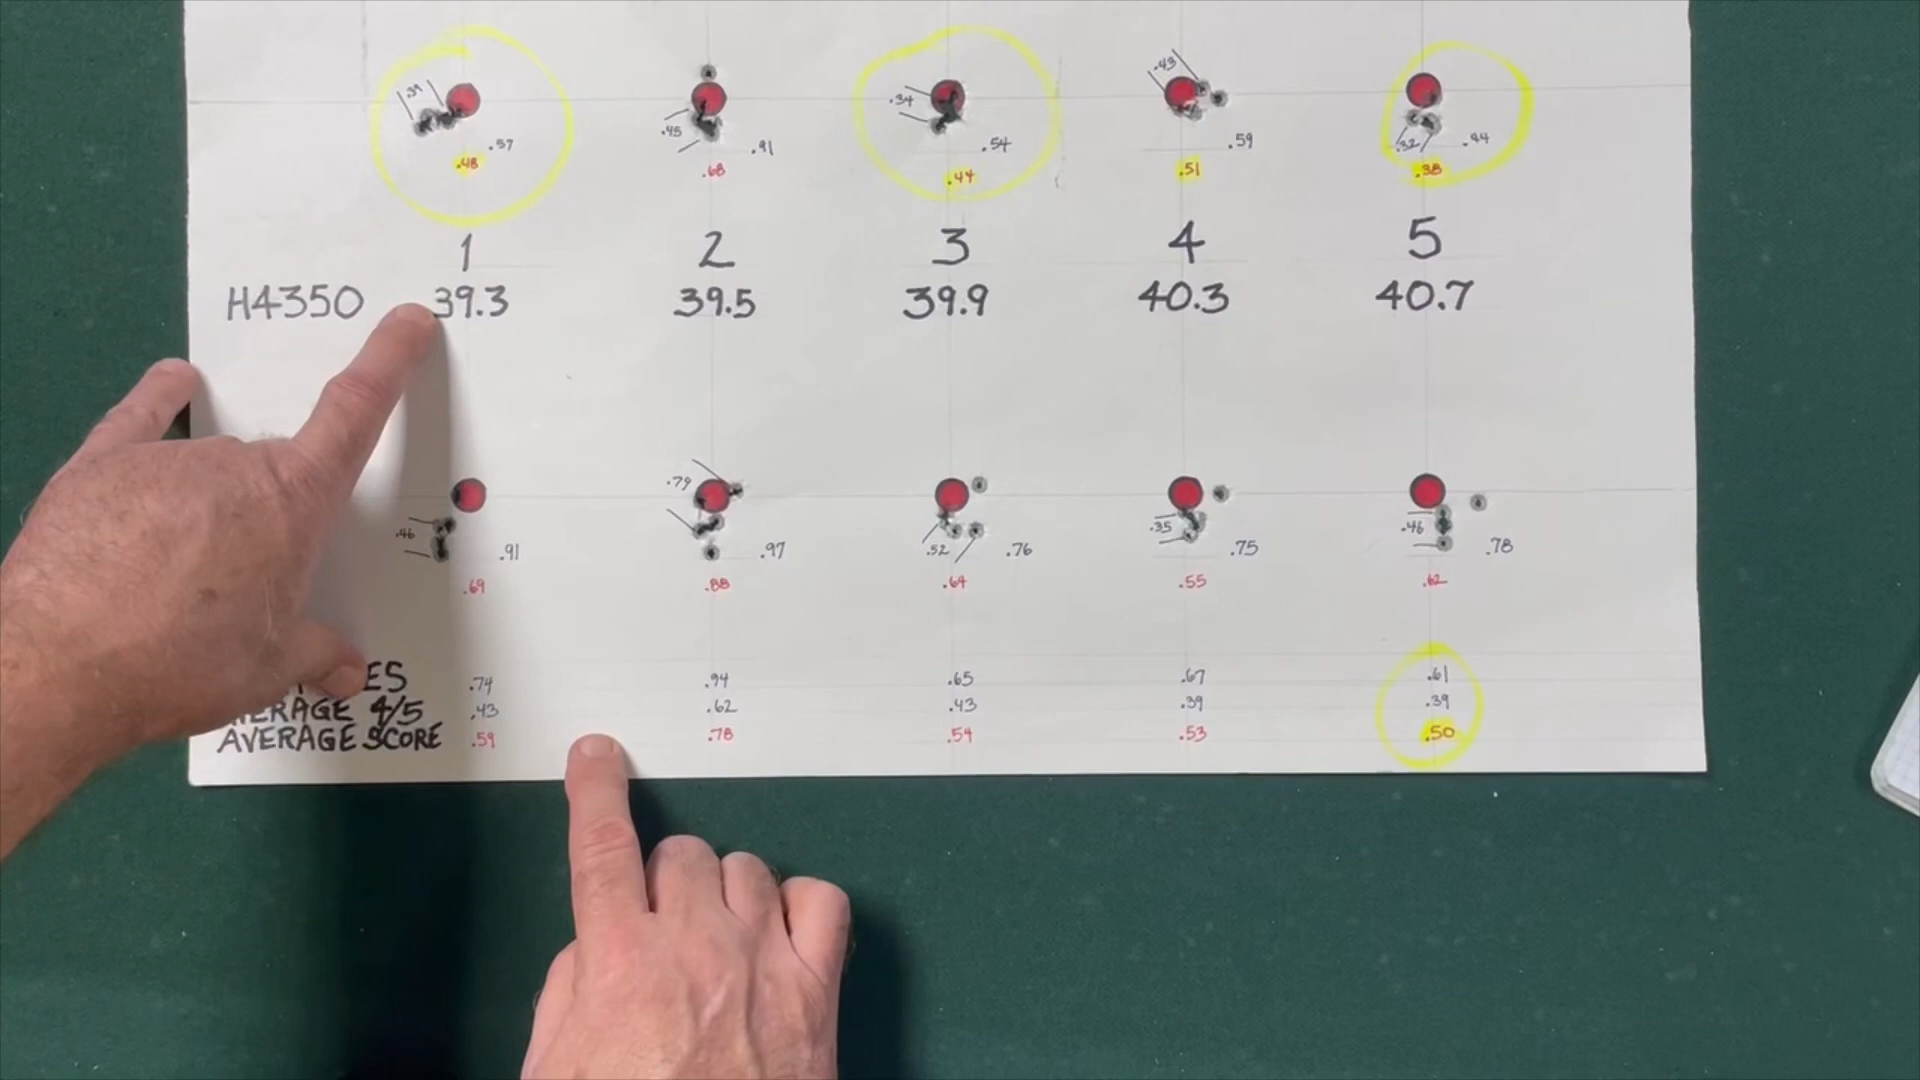 .39 .45 .34 .43 .32
.57 .91 .54 .59 .44
.48 .68 .44 .51 .38
1 2 3 4 5
H4350 39.3 39.5 39.9 40.3 40.7
.46 .79 .52 .35 .46
.91 .97 .76 .75 .78
.69 .88 .64 .55 .62
.74 .94 .65 .67 .61
AVERAGE 4/5 .43 .62 .43 .39 .39
AVERAGE SCORE .59 .78 .54 .53 .50